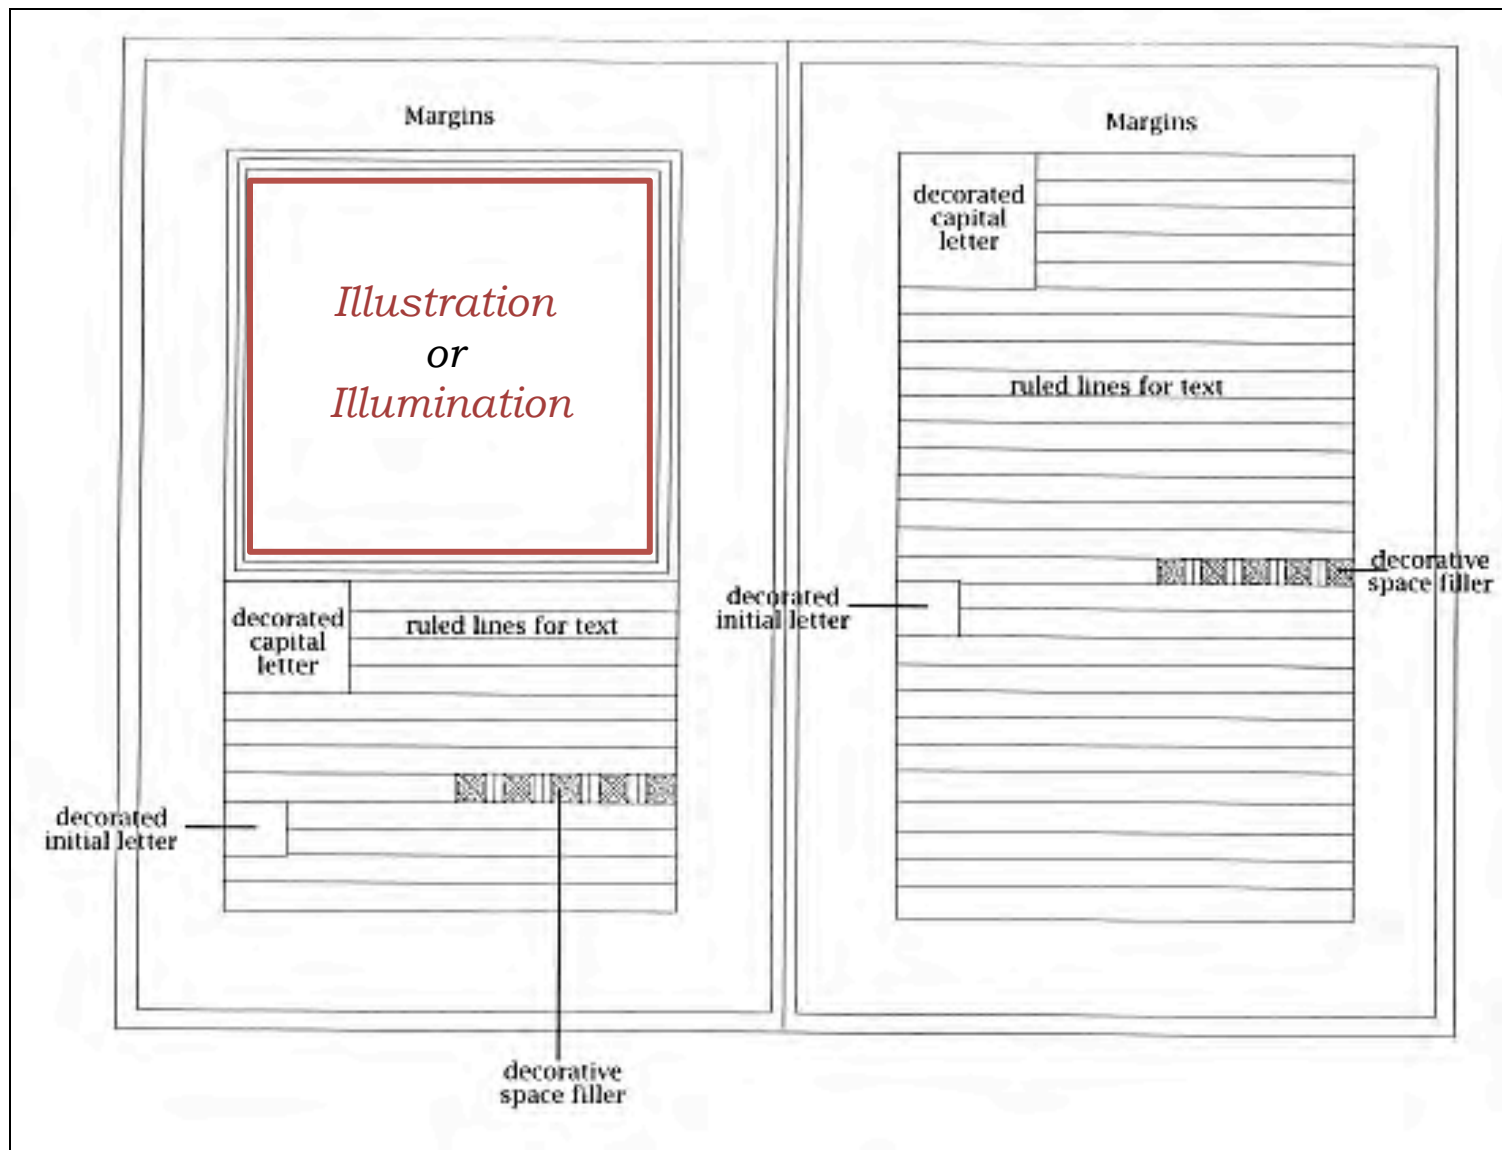 Margins
Illustration
or
Illumination
decorated
capital
letter
ruled lines for text
decorated
initial letter
decorative
space filler
Margins
decorated
capital
letter
ruled lines for text
decorative
space filler
decorated
initial letter